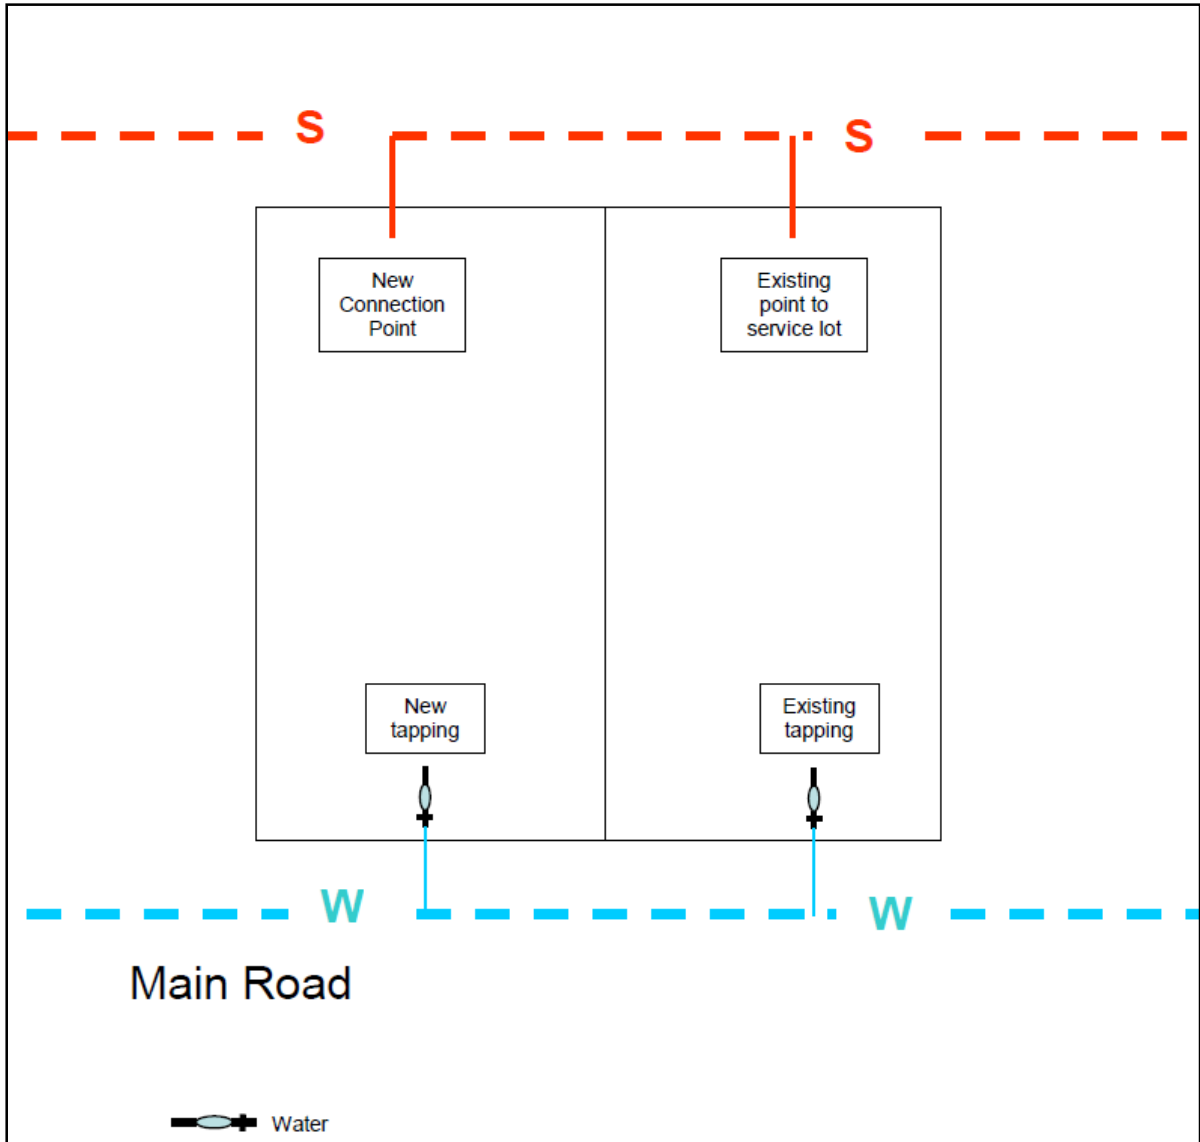 S
S
New
Connection
Point
Existing
point to
service lot
New
tapping
Existing
tapping
W
W
Main Road
Water